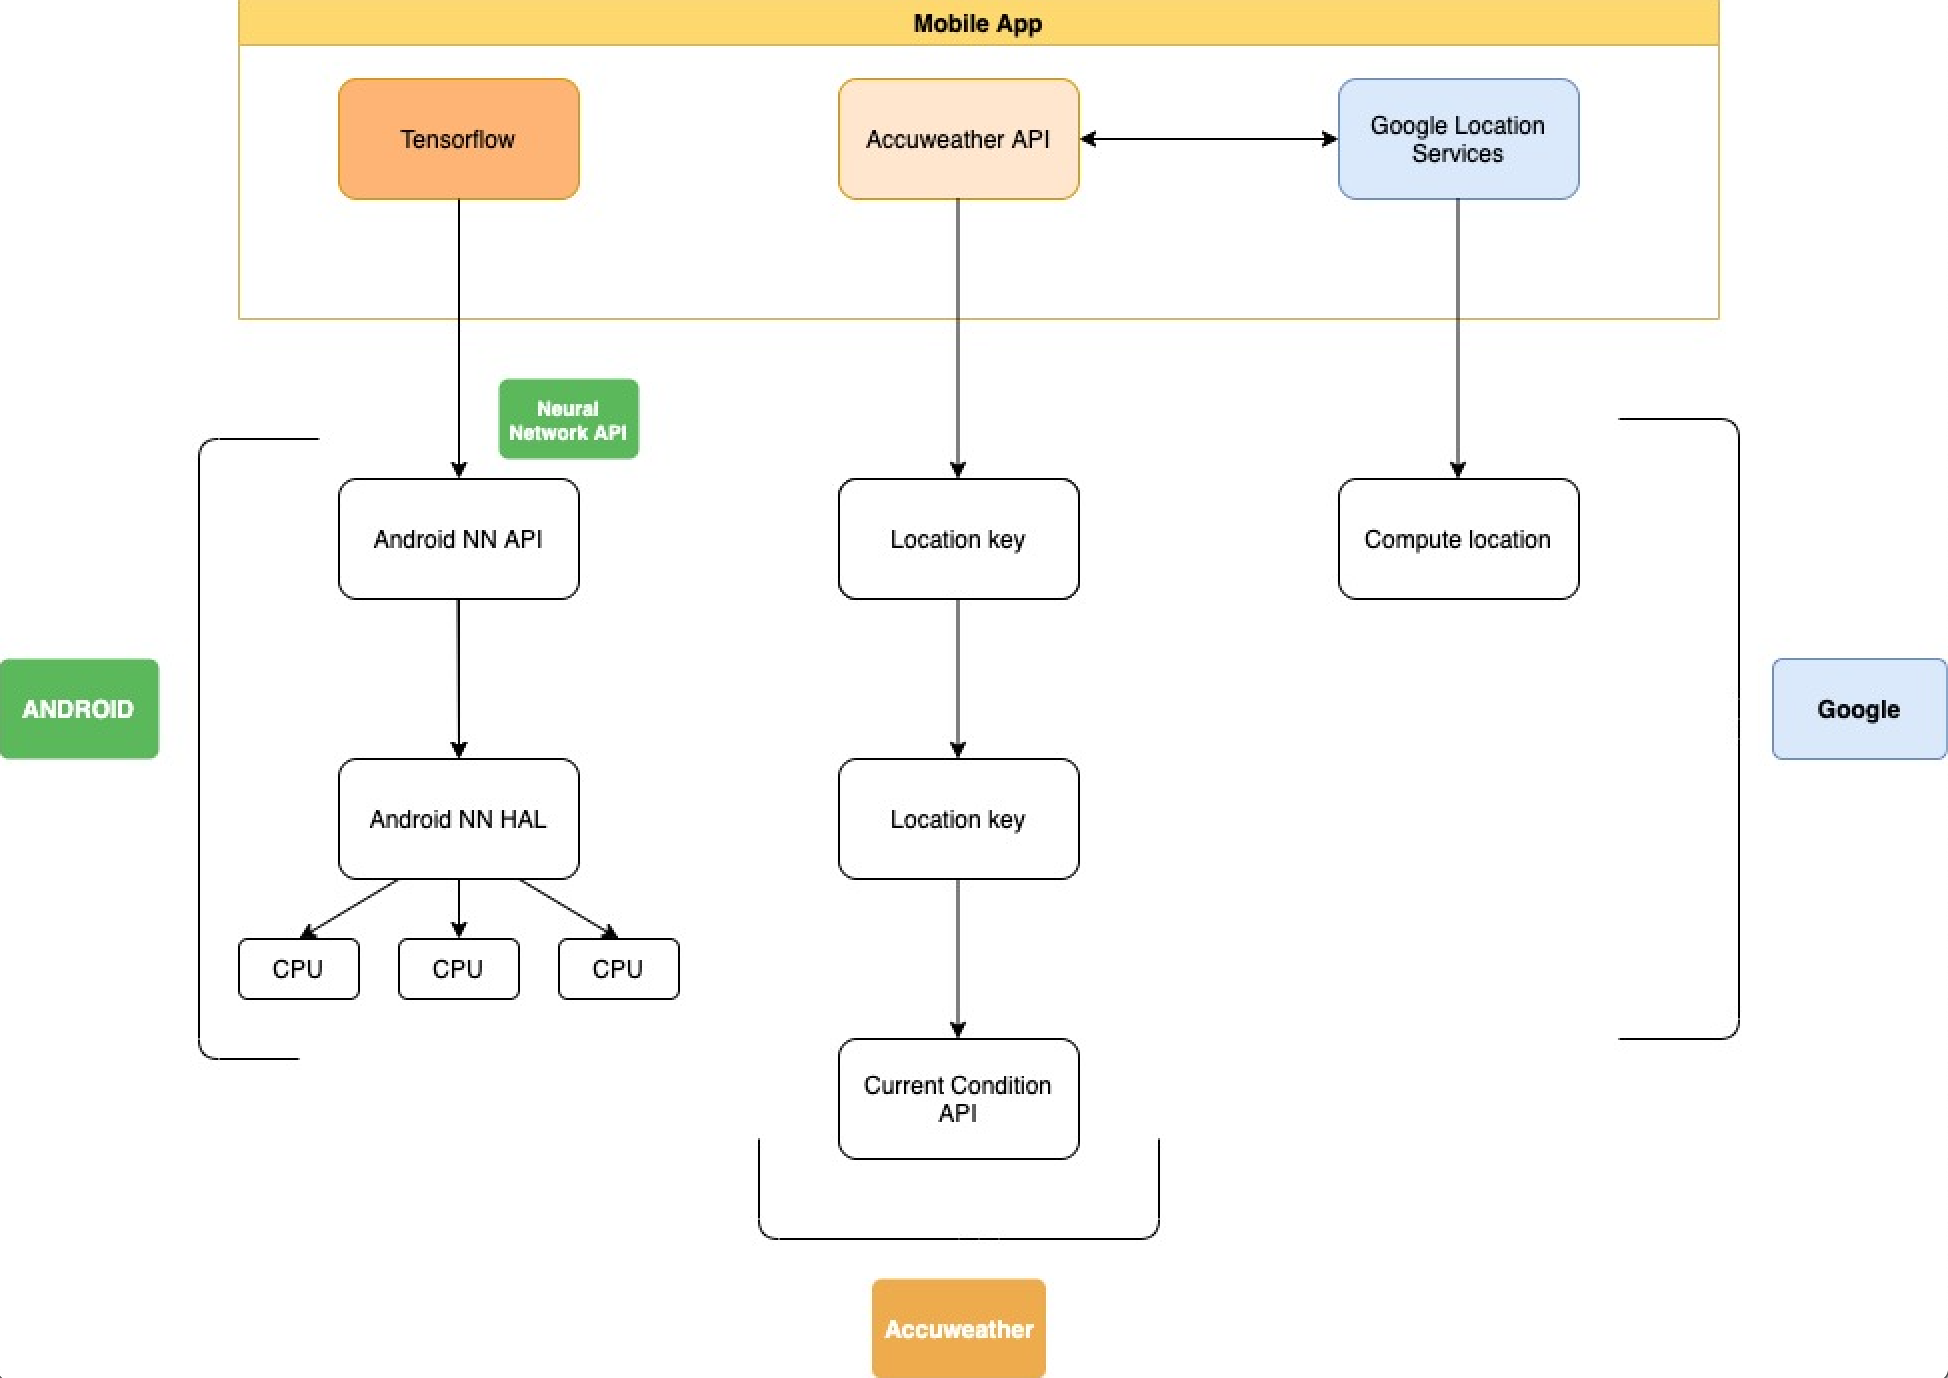 Mobile App
Tensorflow
Accuweather API
Google Location
Services
Neural
Network API
Android NN API
Location key
Compute location
ANDROID
Google
Android NN HAL
Location key
CPU
CPU
CPU
Current Condition
API
Accuweather